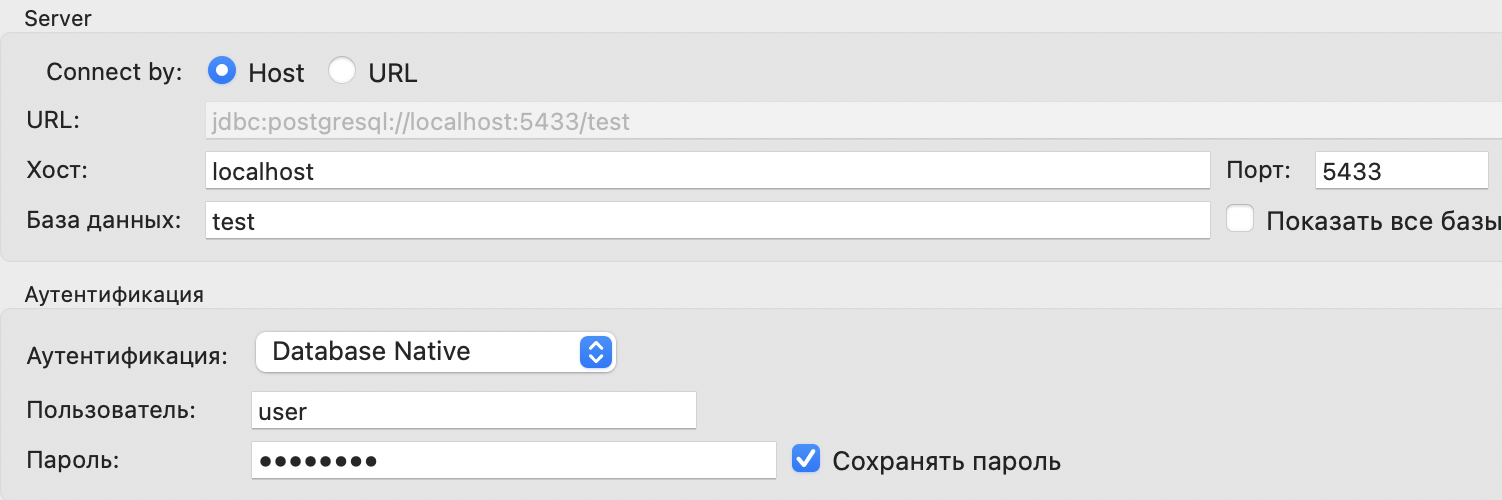 Server
Connect by: Host URL
URL: jdbc:postgresql://localhost:5433/test
Хост: localhost Порт: 5433
База данных: test Показать все базы
Аутентификация
Аутентификация: Database Native
Пользователь: user
Пароль: ●●●●●●●● Сохранять пароль